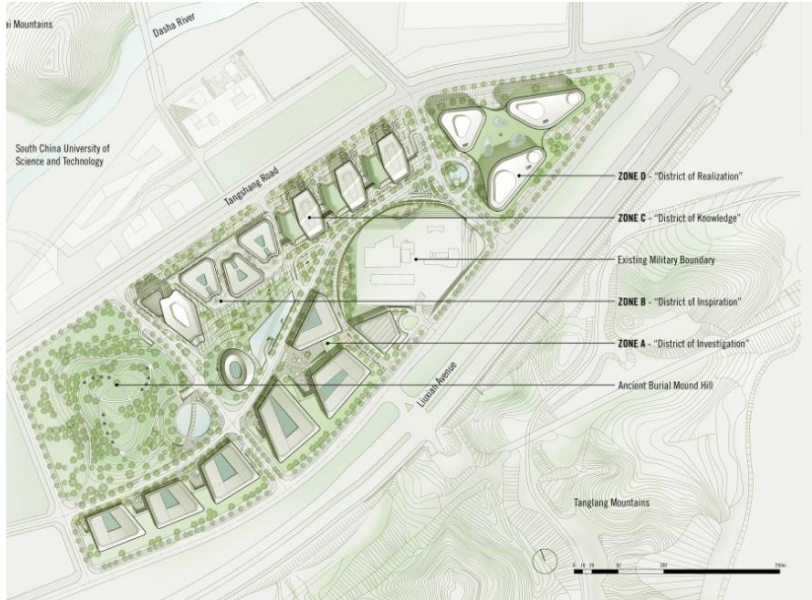 ai Mountains
Dasha River
South China University of
Science and Technology
Tangshang Road
ZONE D - "District of Realization"
ZONE C - "District of Knowledge"
Existing Military Boundary
ZONE B - "District of Inspiration"
ZONE A - "District of Investigation"
Liuxian Avenue
Ancient Burial Mound Hill
Tanglang Mountains